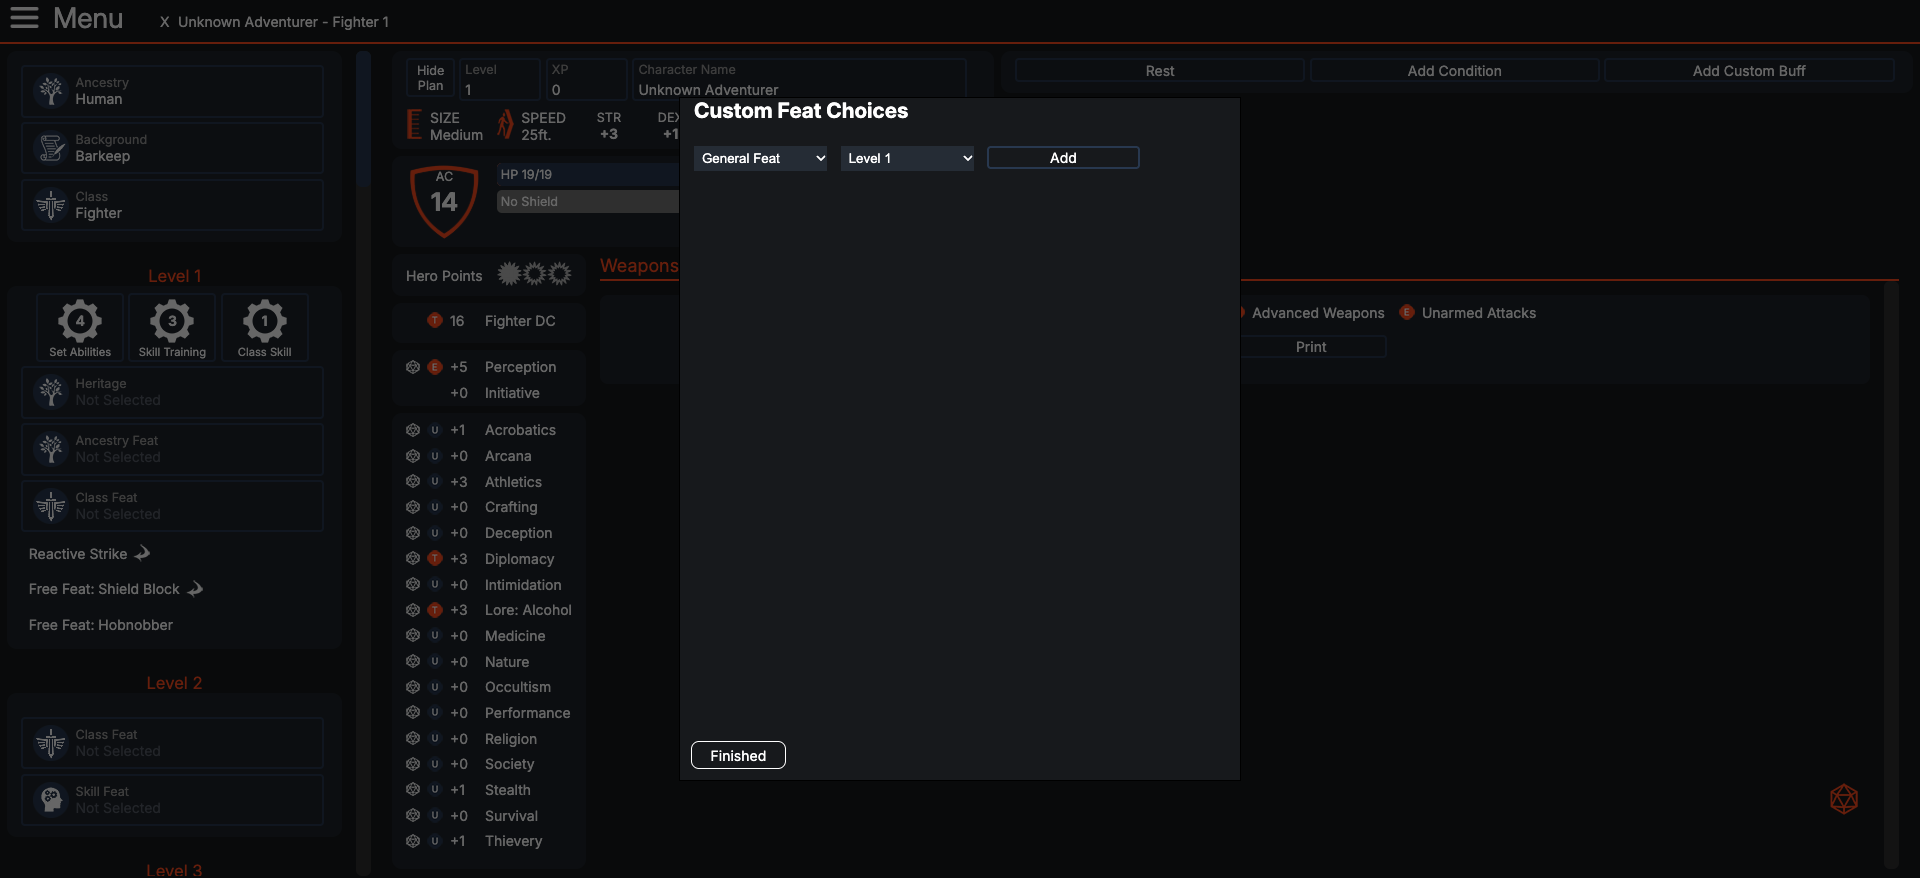 Menu
X Unknown Adventurer - Fighter 1
Ancestry
Human
Background
Barkeep
Class
Fighter
Level 1
4
Set Abilities
3
Skill Training
1
Class Skill
Heritage
Not Selected
Ancestry Feat
Not Selected
Class Feat
Not Selected
Reactive Strike
Free Feat: Shield Block
Free Feat: Hobnobber
Level 2
Class Feat
Not Selected
Skill Feat
Not Selected
Level 3
Hide
Plan
Level
1
XP
0
Character Name
Unknown Adventurer
SIZE
Medium
SPEED
25ft.
STR
+3
DEX
+1
AC
14
HP 19/19
No Shield
Hero Points
T 16 Fighter DC
E +5 Perception
+0 Initiative
U +1 Acrobatics
U +0 Arcana
U +3 Athletics
U +0 Crafting
U +0 Deception
T +3 Diplomacy
U +0 Intimidation
T +3 Lore: Alcohol
U +0 Medicine
U +0 Nature
U +0 Occultism
U +0 Performance
U +0 Religion
U +0 Society
U +1 Stealth
U +0 Survival
U +1 Thievery
Rest
Add Condition
Add Custom Buff
Weapons
Advanced Weapons
E Unarmed Attacks
Print
Custom Feat Choices
General Feat
Level 1
Add
Finished